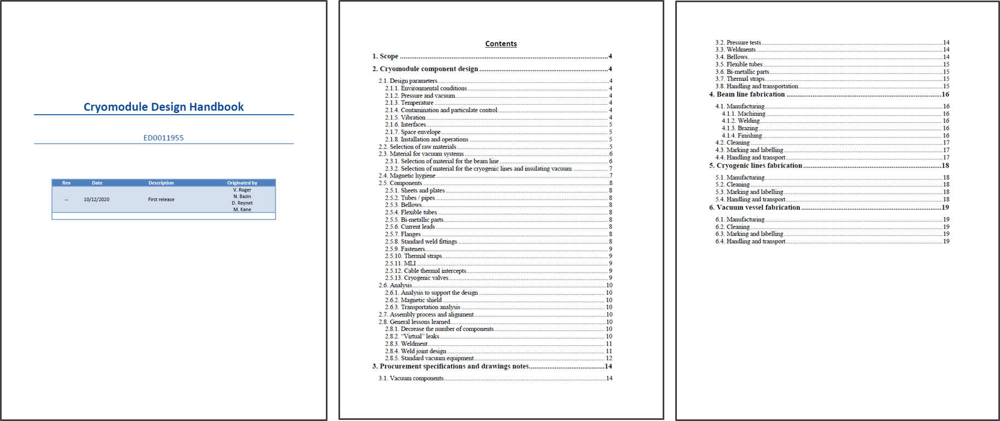 Cryomodule Design Handbook
ED0011955
Rev Date Description Originated by
-- 10/12/2020 First release V. Roger
N. Bazin
D. Reynet
M. Kane
Contents
1. Scope ........ 4
2. Cryomodule component design ........ 4
2.1. Design parameters ........ 4
2.1.1. Environmental conditions ........ 4
2.1.2. Pressure and vacuum ........ 4
2.1.3. Temperature ........ 4
2.1.4. Contamination and particulate control ........ 4
2.1.5. Vibration ........ 4
2.1.6. Interfaces ........ 5
2.1.7. Space envelope ........ 5
2.1.8. Installation and operations ........ 5
2.2. Selection of raw materials ........ 5
2.3. Material for vacuum systems ........ 6
2.3.1. Selection of material for the beam line ........ 6
2.3.2. Selection of material for the cryogenic lines and insulating vacuum ........ 7
2.4. Magnetic hygiene ........ 7
2.5. Components ........ 8
2.5.1. Sheets and plates ........ 8
2.5.2. Tubes / pipes ........ 8
2.5.3. Bellows ........ 8
2.5.4. Flexible tubes ........ 8
2.5.5. Bi-metallic parts ........ 8
2.5.6. Current leads ........ 8
2.5.7. Flanges ........ 8
2.5.8. Standard weld fittings ........ 8
2.5.9. Fasteners ........ 9
2.5.10. Thermal straps ........ 9
2.5.11. MLI ........ 9
2.5.12. Cable thermal intercepts ........ 9
2.5.13. Cryogenic valves ........ 9
2.6. Analysis ........ 10
2.6.1. Analysis to support the design ........ 10
2.6.2. Magnetic shield ........ 10
2.6.3. Transportation analysis ........ 10
2.7. Assembly process and alignment ........ 10
2.8. General lessons learned ........ 10
2.8.1. Decrease the number of components ........ 10
2.8.2. “Virtual” leaks ........ 10
2.8.3. Weldment ........ 11
2.8.4. Weld joint design ........ 11
2.8.5. Standard vacuum equipment ........ 12
3. Procurement specifications and drawings notes ........ 14
3.1. Vacuum components ........ 14
3.2. Pressure tests ........ 14
3.3. Weldments ........ 14
3.4. Bellows ........ 14
3.5. Flexible tubes ........ 15
3.6. Bi-metallic parts ........ 15
3.7. Thermal straps ........ 15
3.8. Handling and transportation ........ 15
4. Beam line fabrication ........ 16
4.1. Manufacturing ........ 16
4.1.1. Machining ........ 16
4.1.2. Welding ........ 16
4.1.3. Brazing ........ 16
4.1.4. Finishing ........ 16
4.2. Cleaning ........ 17
4.3. Marking and labelling ........ 17
4.4. Handling and transport ........ 17
5. Cryogenic lines fabrication ........ 18
5.1. Manufacturing ........ 18
5.2. Cleaning ........ 18
5.3. Marking and labelling ........ 18
5.4. Handling and transport ........ 18
6. Vacuum vessel fabrication ........ 19
6.1. Manufacturing ........ 19
6.2. Cleaning ........ 19
6.3. Marking and labelling ........ 19
6.4. Handling and transport ........ 19